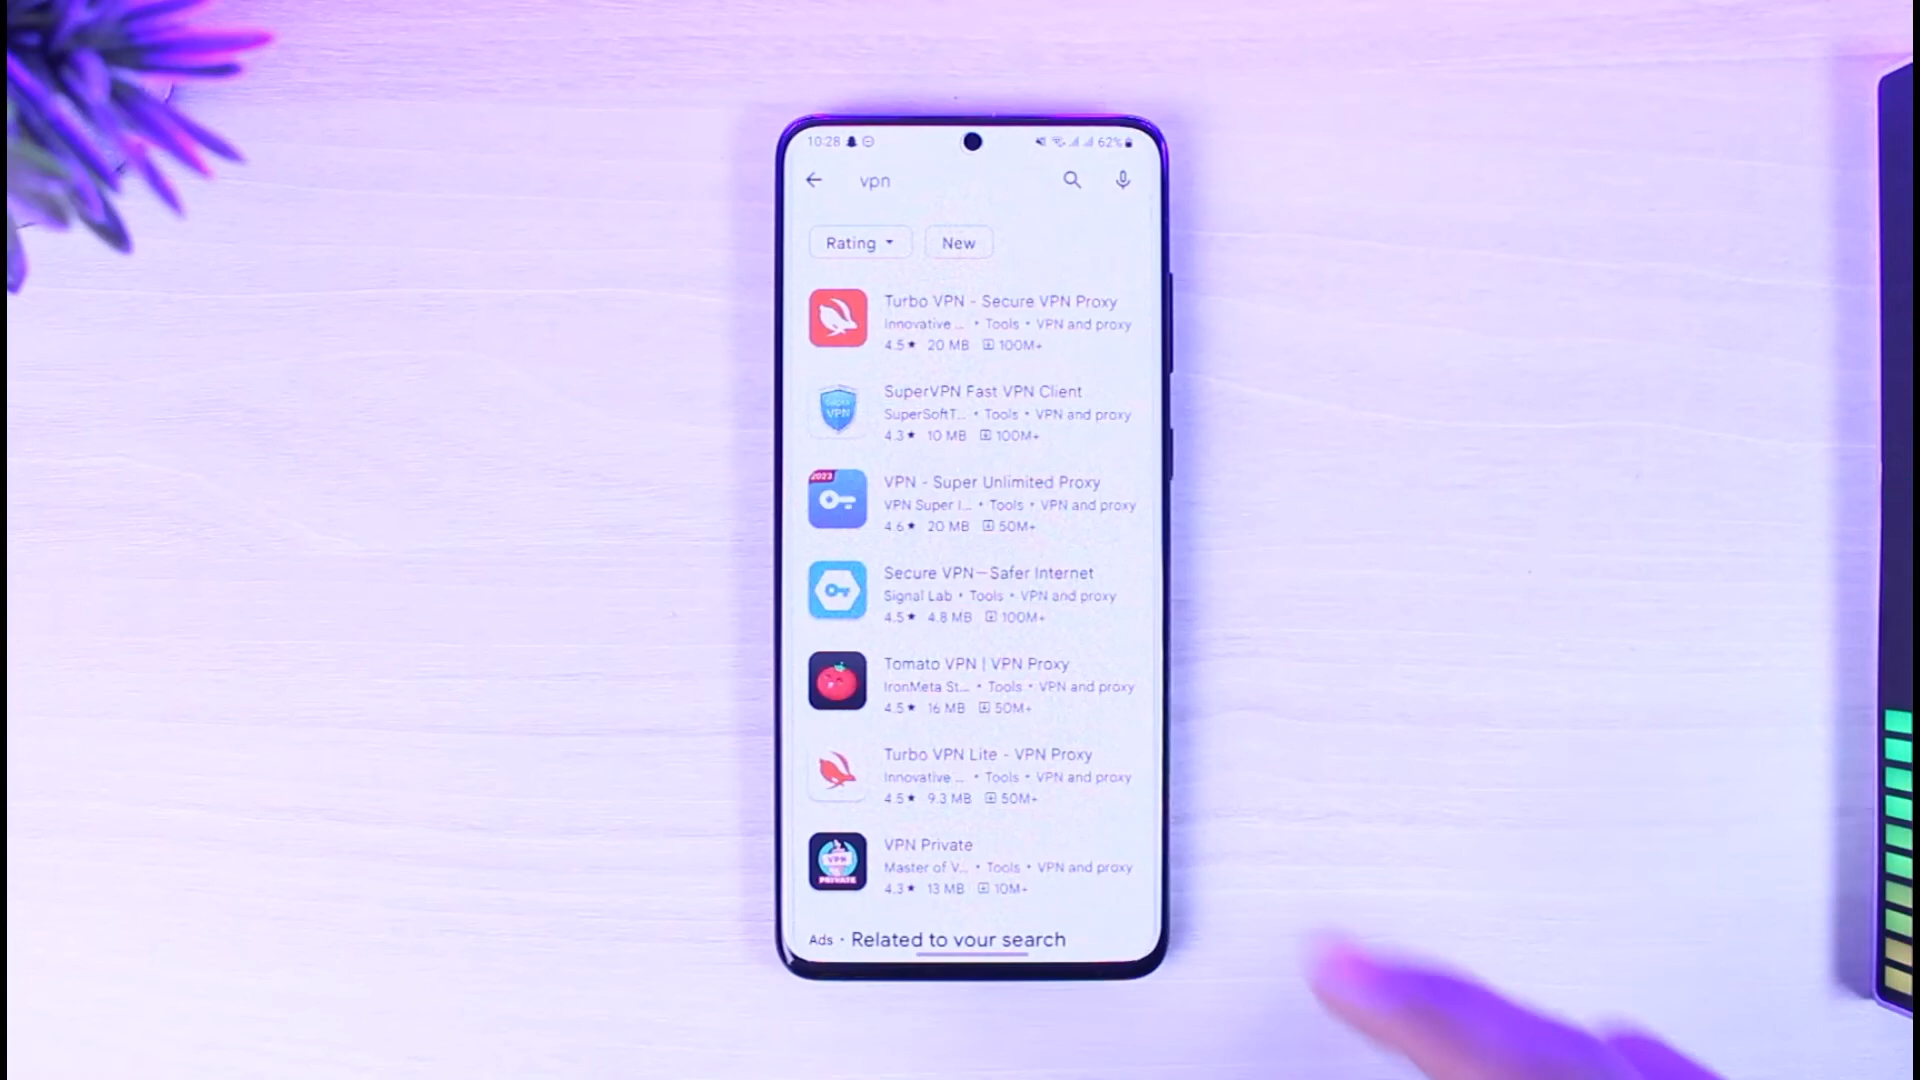 10:28 62%
vpn
Rating New
Turbo VPN - Secure VPN Proxy
Innovative ... • Tools • VPN and proxy
4.5★ 20 MB 100M+
SuperVPN Fast VPN Client
SuperSoftT... • Tools • VPN and proxy
4.3★ 10 MB 100M+
2023
VPN - Super Unlimited Proxy
VPN Super I... • Tools • VPN and proxy
4.6★ 20 MB 50M+
Secure VPN—Safer Internet
Signal Lab • Tools • VPN and proxy
4.5★ 4.8 MB 100M+
Tomato VPN | VPN Proxy
IronMeta St... • Tools • VPN and proxy
4.5★ 16 MB 50M+
Turbo VPN Lite - VPN Proxy
Innovative ... • Tools • VPN and proxy
4.5★ 9.3 MB 50M+
VPN
PRIVATE
VPN Private
Master of V... • Tools • VPN and proxy
4.3★ 13 MB 10M+
Ads • Related to your search